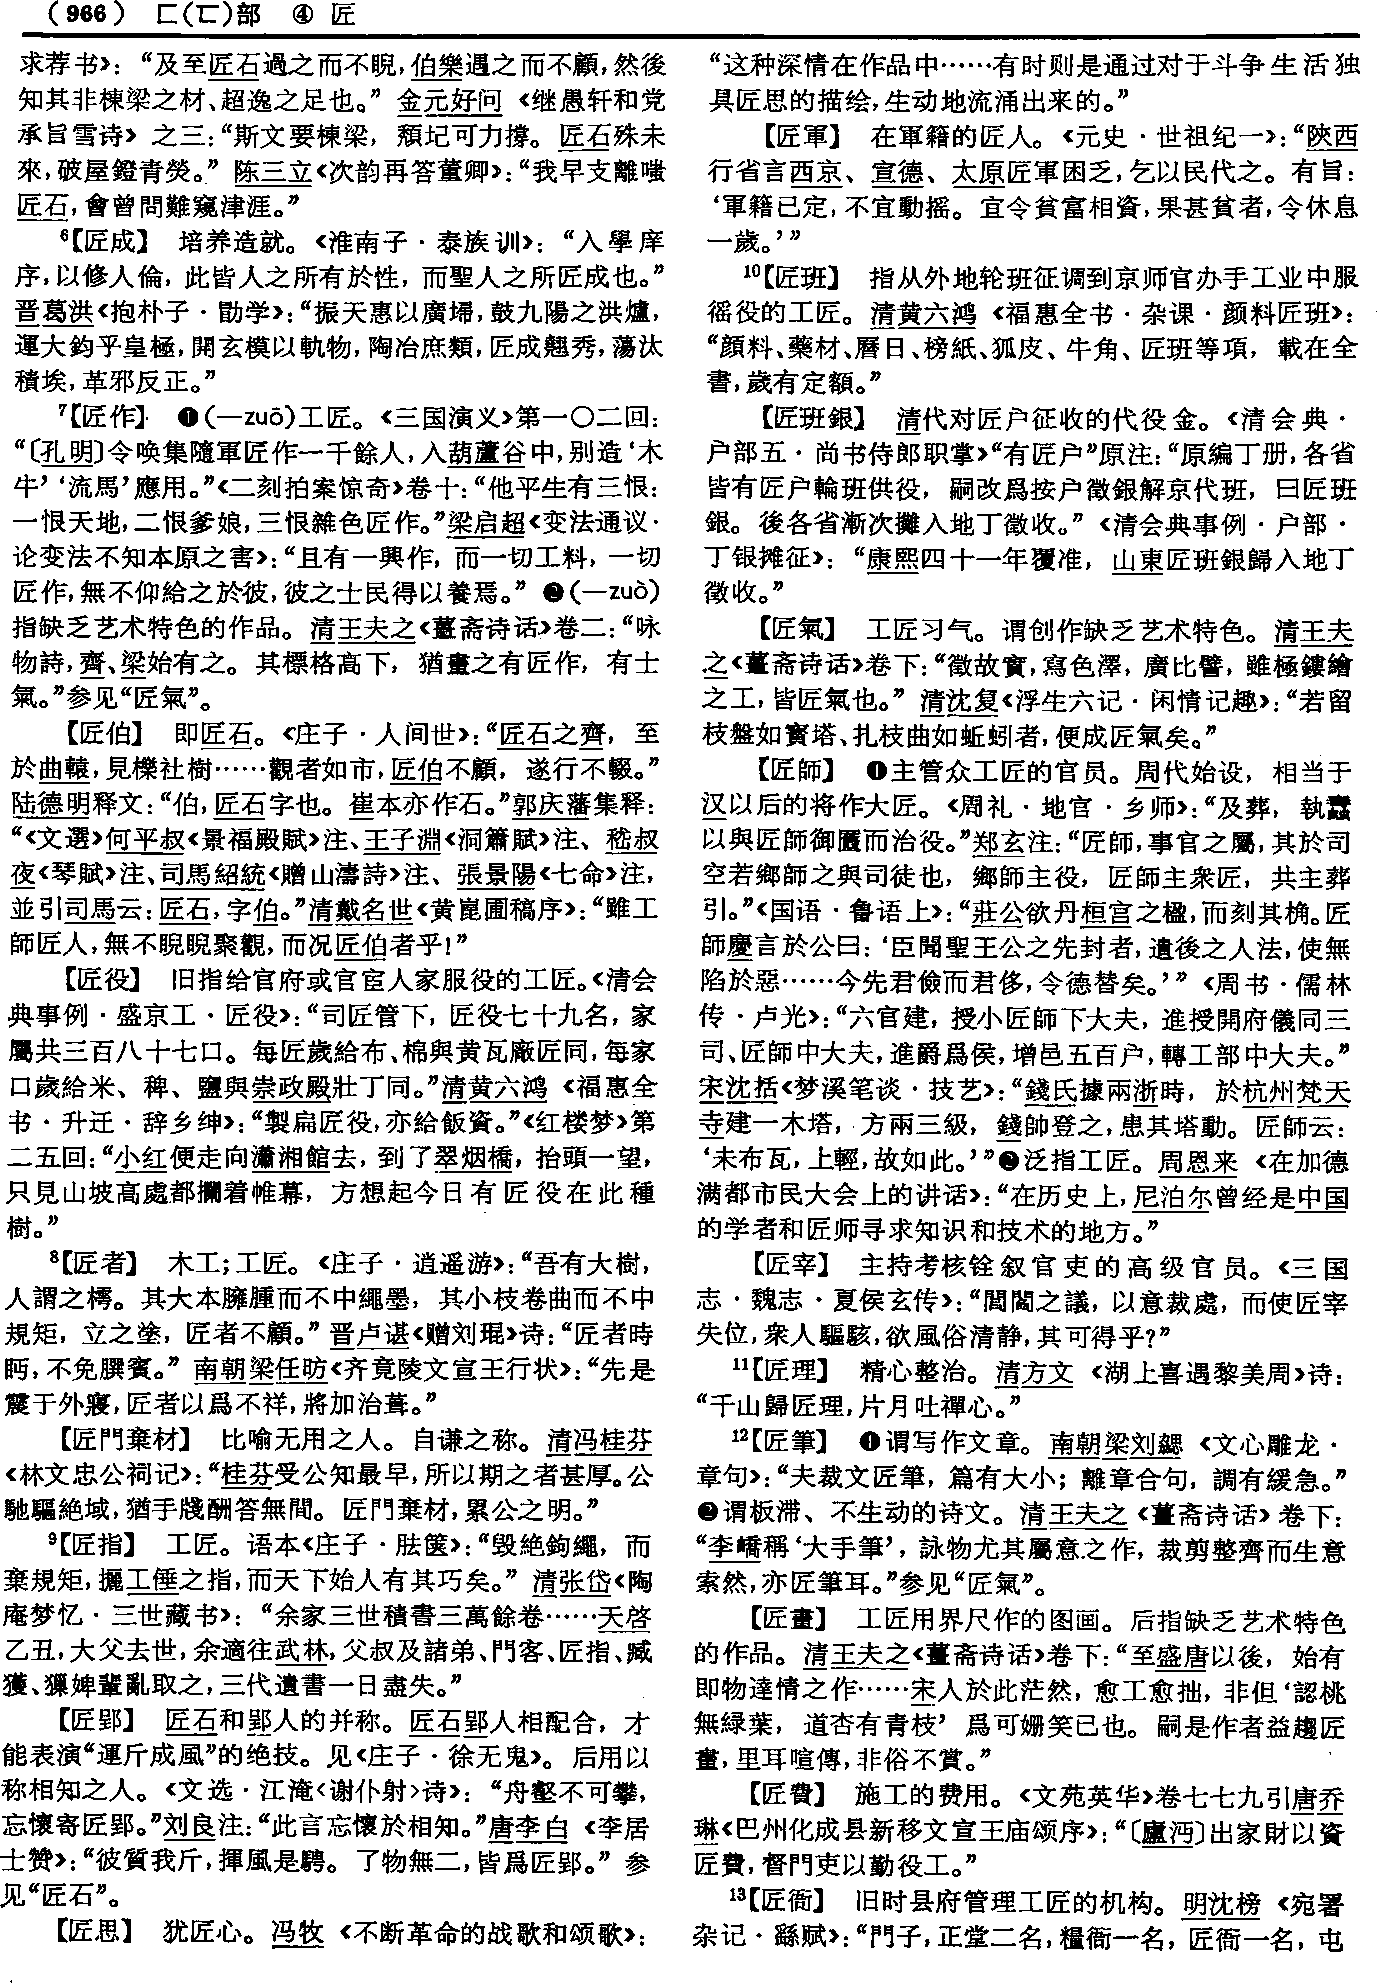 （966） 匚(匸)部 ④ 匠
求荐书》：“及至匠石過之而不睨，伯樂遇之而不顧，然後
知其非棟梁之材、超逸之足也。” 金元好问《继愚轩和党
承旨雪诗》之三：“斯文要棟梁，頹圮可力撐。匠石殊未
來，破屋鐙青熒。” 陈三立《次韵再答董卿》：“我早支離嗤
匠石，會曾問難窺津涯。”
⁶【匠成】 培养造就。《淮南子·泰族训》：“入學庠
序，以修人倫，此皆人之所有於性，而聖人之所匠成也。”
晋葛洪《抱朴子·勖学》：“振天惠以廣埽，鼓九陽之洪爐，
運大鈞乎皇極，開玄模以軌物，陶冶庶類，匠成翹秀，蕩汰
積埃，革邪反正。”
⁷【匠作】 ❶(—zuō)工匠。《三国演义》第一〇二回：
“〔孔明〕令唤集隨軍匠作一千餘人，入葫蘆谷中，别造‘木
牛’‘流馬’應用。”《二刻拍案惊奇》卷十：“他平生有三恨：
一恨天地，二恨爹娘，三恨雜色匠作。”梁启超《变法通议·
论变法不知本原之害》：“且有一興作，而一切工料，一切
匠作，無不仰給之於彼，彼之士民得以養焉。” ❷(—zuò)
指缺乏艺术特色的作品。清王夫之《薑斋诗话》卷二：“咏
物詩，齊、梁始有之。其標格高下，猶畫之有匠作，有士
氣。”参见“匠氣”。
【匠伯】 即匠石。《庄子·人间世》：“匠石之齊，至
於曲轅，見櫟社樹……觀者如市，匠伯不顧，遂行不輟。”
陆德明释文：“伯，匠石字也。崔本亦作石。”郭庆藩集释：
“《文選》何平叔《景福殿賦》注、王子淵《洞簫賦》注、嵇叔
夜《琴賦》注、司馬紹統《贈山濤詩》注、張景陽《七命》注，
並引司馬云：匠石，字伯。”清戴名世《黄崑圃稿序》：“雖工
師匠人，無不睨睨聚觀，而况匠伯者乎！”
【匠役】 旧指给官府或官宦人家服役的工匠。《清会
典事例·盛京工·匠役》：“司匠管下，匠役七十九名，家
屬共三百八十七口。每匠歲給布、棉與黄瓦廠匠同，每家
口歲給米、稗、鹽與崇政殿壯丁同。”清黄六鸿《福惠全
书·升迁·辞乡绅》：“製扁匠役，亦給飯資。”《红楼梦》第
二五回：“小红便走向瀟湘館去，到了翠烟橋，抬頭一望，
只見山坡高處都攔着帷幕，方想起今日有匠役在此種
樹。”
⁸【匠者】 木工；工匠。《庄子·逍遥游》：“吾有大樹，
人謂之樗。其大本臃腫而不中繩墨，其小枝卷曲而不中
規矩，立之塗，匠者不顧。” 晋卢谌《赠刘琨》诗：“匠者時
眄，不免饌賓。” 南朝梁任昉《齐竟陵文宣王行状》：“先是
震于外寢，匠者以爲不祥，將加治葺。”
【匠門棄材】 比喻无用之人。自谦之称。清冯桂芬
《林文忠公祠记》：“桂芬受公知最早，所以期之者甚厚。公
馳驅絶域，猶手牋酬答無間。匠門棄材，累公之明。”
⁹【匠指】 工匠。语本《庄子·胠箧》：“毁絶鉤繩，而
棄規矩，攦工倕之指，而天下始人有其巧矣。” 清张岱《陶
庵梦忆·三世藏书》：“余家三世積書三萬餘卷……天啓
乙丑，大父去世，余適往武林，父叔及諸弟、門客、匠指、臧
獲、獿婢輩亂取之，三代遺書一日盡失。”
【匠郢】 匠石和郢人的并称。匠石郢人相配合，才
能表演“運斤成風”的绝技。见《庄子·徐无鬼》。后用以
称相知之人。《文选·江淹〈谢仆射〉诗》：“舟壑不可攀，
忘懷寄匠郢。”刘良注：“此言忘懷於相知。”唐李白《李居
士赞》：“彼質我斤，揮風是騁。了物無二，皆爲匠郢。” 参
见“匠石”。
【匠思】 犹匠心。冯牧《不断革命的战歌和颂歌》：
“这种深情在作品中……有时则是通过对于斗争生活独
具匠思的描绘，生动地流涌出来的。”
【匠軍】 在軍籍的匠人。《元史·世祖纪一》：“陝西
行省言西京、宣德、太原匠軍困乏，乞以民代之。有旨：
‘軍籍已定，不宜動摇。宜令貧富相資，果甚貧者，令休息
一歲。’”
¹⁰【匠班】 指从外地轮班征调到京师官办手工业中服
徭役的工匠。清黄六鸿《福惠全书·杂课·颜料匠班》：
“顔料、藥材、曆日、榜紙、狐皮、牛角、匠班等項，載在全
書，歲有定額。”
【匠班銀】 清代对匠户征收的代役金。《清会典·
户部五·尚书侍郎职掌》“有匠户”原注：“原编丁册，各省
皆有匠户輪班供役，嗣改爲按户徵銀解京代班，曰匠班
銀。後各省漸次攤入地丁徵收。”《清会典事例·户部·
丁银摊征》：“康熙四十一年覆准，山東匠班銀歸入地丁
徵收。”
【匠氣】 工匠习气。谓创作缺乏艺术特色。清王夫
之《薑斋诗话》卷下：“徵故實，寫色澤，廣比譬，雖極鏤繪
之工，皆匠氣也。” 清沈复《浮生六记·闲情记趣》：“若留
枝盤如寶塔、扎枝曲如蚯蚓者，便成匠氣矣。”
【匠師】 ❶主管众工匠的官员。周代始设，相当于
汉以后的将作大匠。《周礼·地官·乡师》：“及葬，執纛
以與匠師御匶而治役。”郑玄注：“匠師，事官之屬，其於司
空若鄉師之與司徒也，鄉師主役，匠師主衆匠，共主葬
引。”《国语·鲁语上》：“莊公欲丹桓宫之楹，而刻其桷。匠
師慶言於公曰：‘臣聞聖王公之先封者，遺後之人法，使無
陷於惡……今先君儉而君侈，令德替矣。’”《周书·儒林
传·卢光》：“六官建，授小匠師下大夫，進授開府儀同三
司、匠師中大夫，進爵爲侯，增邑五百户，轉工部中大夫。”
宋沈括《梦溪笔谈·技艺》：“錢氏據兩浙時，於杭州梵天
寺建一木塔，方兩三級，錢帥登之，患其塔動。匠師云：
‘未布瓦，上輕，故如此。’”❷泛指工匠。周恩来《在加德
满都市民大会上的讲话》：“在历史上，尼泊尔曾经是中国
的学者和匠师寻求知识和技术的地方。”
【匠宰】 主持考核铨叙官吏的高级官员。《三国
志·魏志·夏侯玄传》：“閭閻之議，以意裁處，而使匠宰
失位，衆人驅駭，欲風俗清静，其可得乎？”
¹¹【匠理】 精心整治。清方文《湖上喜遇黎美周》诗：
“千山歸匠理，片月吐禪心。”
¹²【匠筆】 ❶谓写作文章。南朝梁刘勰《文心雕龙·
章句》：“夫裁文匠筆，篇有大小；離章合句，調有緩急。”
❷谓板滞、不生动的诗文。清王夫之《薑斋诗话》卷下：
“李嶠稱‘大手筆’，詠物尤其屬意之作，裁剪整齊而生意
索然，亦匠筆耳。”参见“匠氣”。
【匠畫】 工匠用界尺作的图画。后指缺乏艺术特色
的作品。清王夫之《薑斋诗话》卷下：“至盛唐以後，始有
即物達情之作……宋人於此茫然，愈工愈拙，非但‘認桃
無緑葉，道杏有青枝’爲可姗笑已也。嗣是作者益趨匠
畫，里耳喧傳，非俗不賞。”
【匠費】 施工的费用。《文苑英华》卷七七九引唐乔
琳《巴州化成县新移文宣王庙颂序》：“〔盧沔〕出家財以資
匠費，督門吏以勤役工。”
¹³【匠衙】 旧时县府管理工匠的机构。明沈榜《宛署
杂记·繇赋》：“門子，正堂二名，糧衙一名，匠衙一名，屯